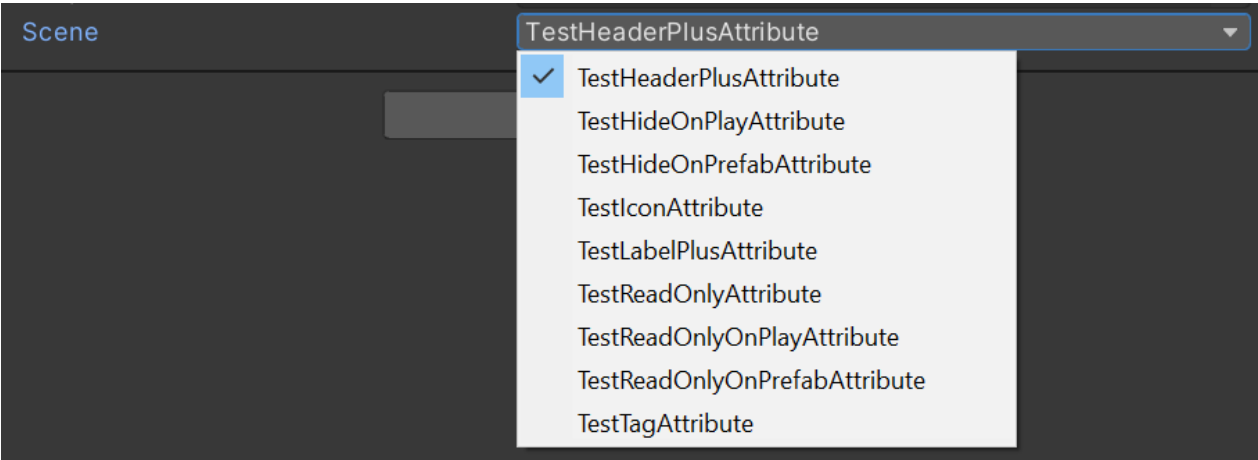 Scene
TestHeaderPlusAttribute
TestHeaderPlusAttribute
TestHideOnPlayAttribute
TestHideOnPrefabAttribute
TestIconAttribute
TestLabelPlusAttribute
TestReadOnlyAttribute
TestReadOnlyOnPlayAttribute
TestReadOnlyOnPrefabAttribute
TestTagAttribute